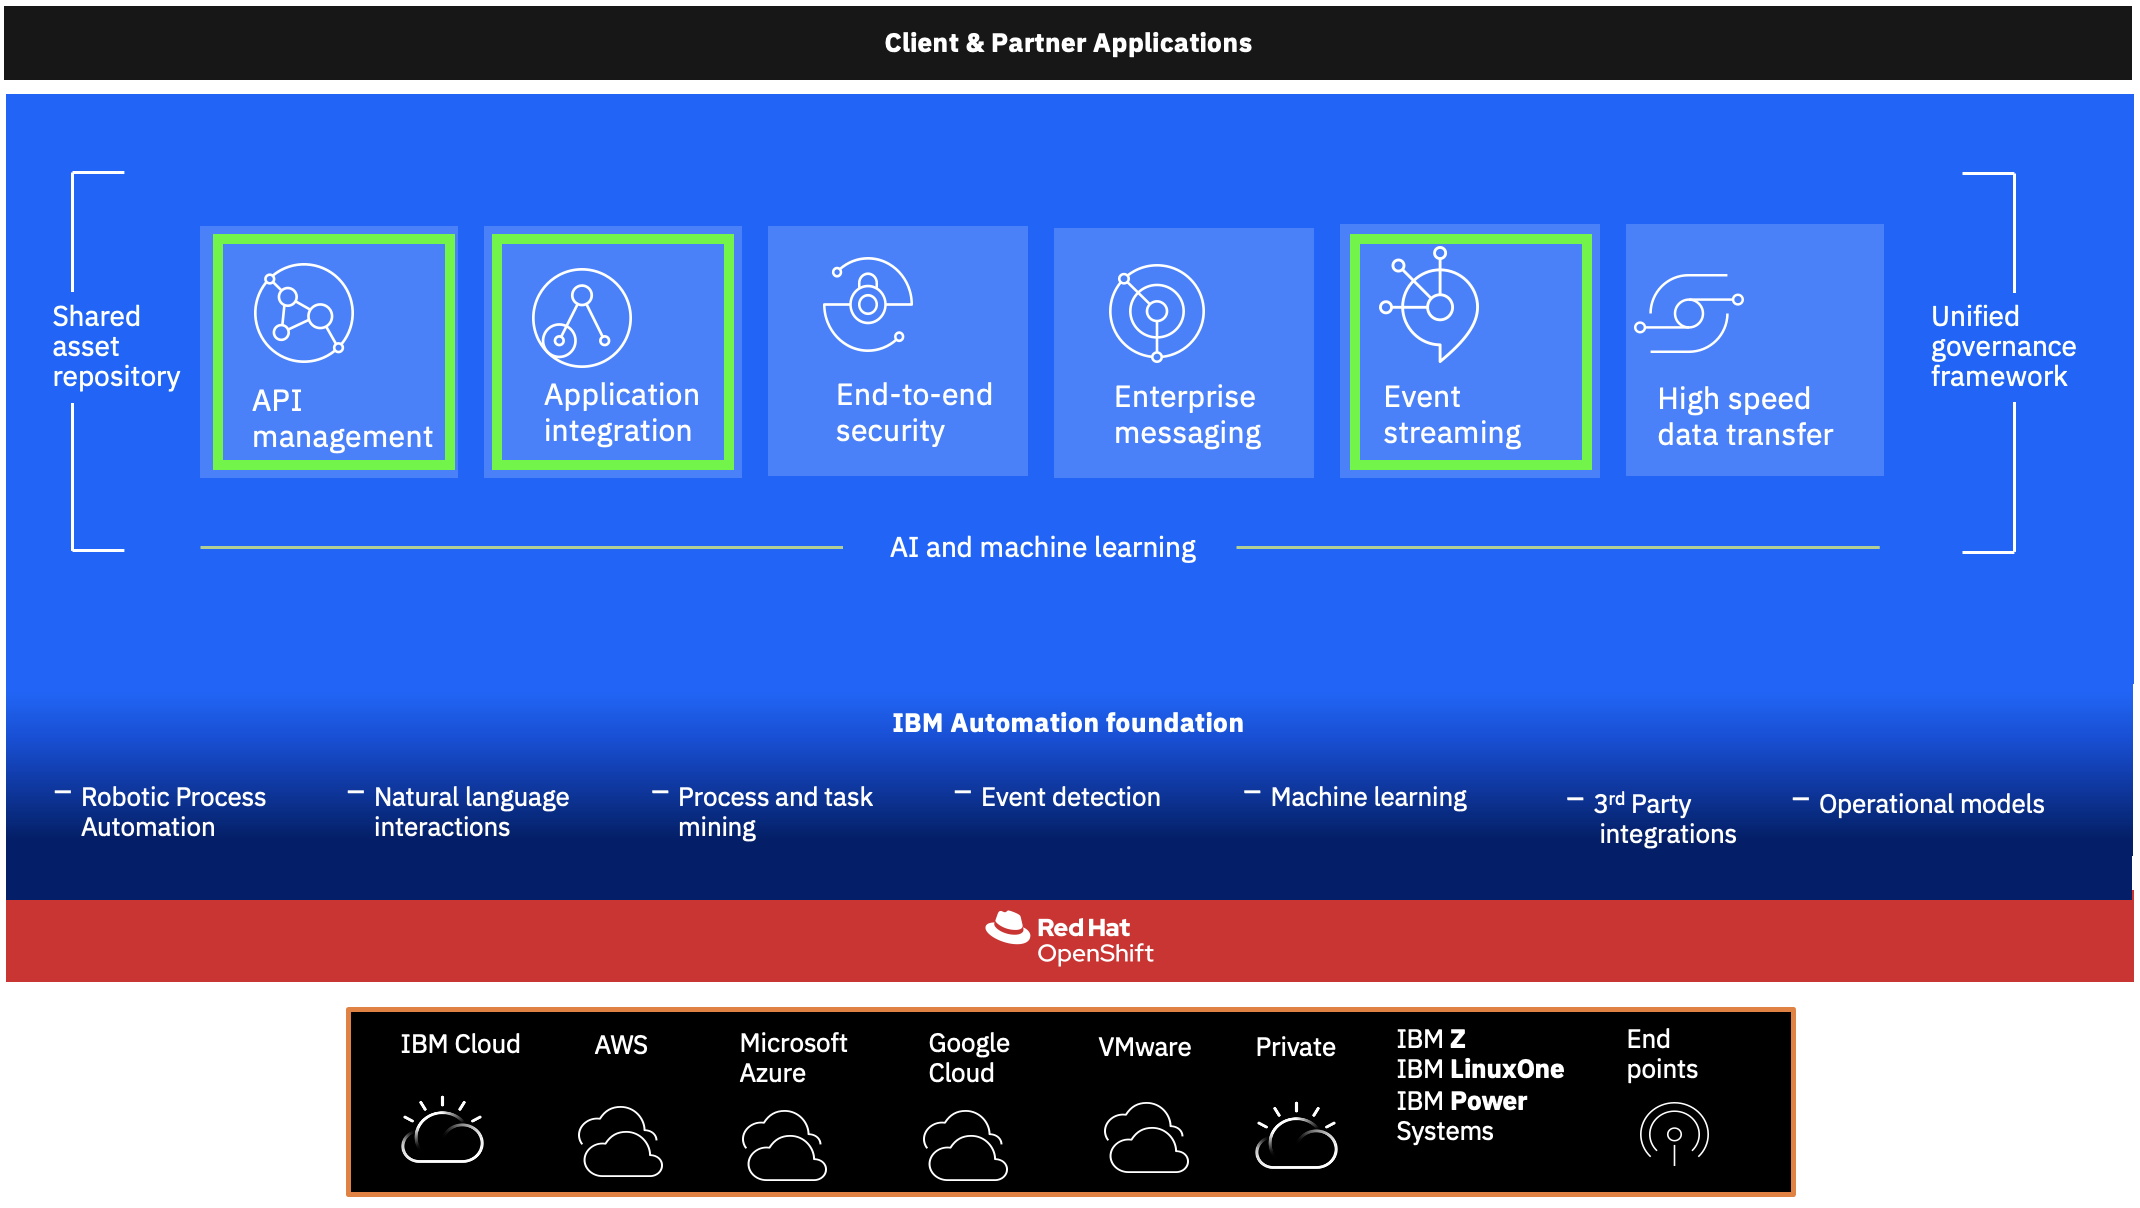 Client & Partner Applications
Shared
asset
repository
API
management
Application
integration
End-to-end
security
Enterprise
messaging
Event
streaming
High speed
data transfer
Unified
governance
framework
AI and machine learning
IBM Automation foundation
– Robotic Process
Automation
– Natural language
interactions
– Process and task
mining
– Event detection
– Machine learning
– 3rd Party
integrations
– Operational models
Red Hat
OpenShift
IBM Cloud
AWS
Microsoft
Azure
Google
Cloud
VMware
Private
IBM Z
IBM LinuxOne
IBM Power
Systems
End
points